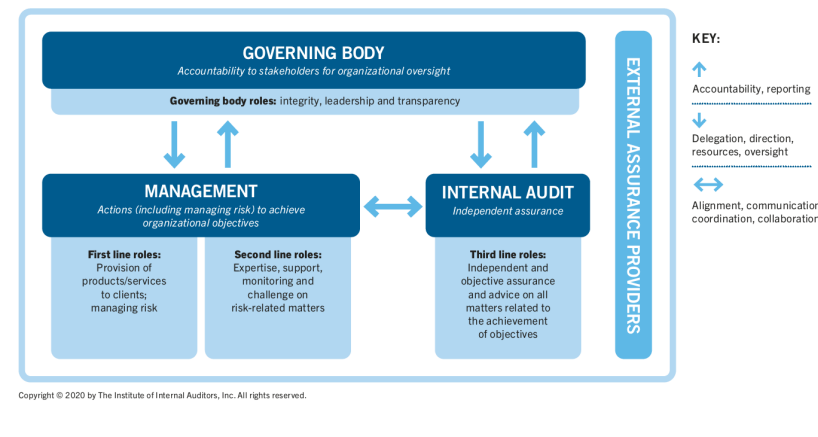 GOVERNING BODY
Accountability to stakeholders for organizational oversight
Governing body roles: integrity, leadership and transparency
MANAGEMENT
Actions (including managing risk) to achieve
organizational objectives
INTERNAL AUDIT
Independent assurance
First line roles:
Provision of
products/services
to clients;
managing risk
Second line roles:
Expertise, support,
monitoring and
challenge on
risk-related matters
Third line roles:
Independent and
objective assurance
and advice on all
matters related to
the achievement
of objectives
EXTERNAL ASSURANCE PROVIDERS
KEY:
Accountability, reporting
Delegation, direction,
resources, oversight
Alignment, communication
coordination, collaboration
Copyright © 2020 by The Institute of Internal Auditors, Inc. All rights reserved.